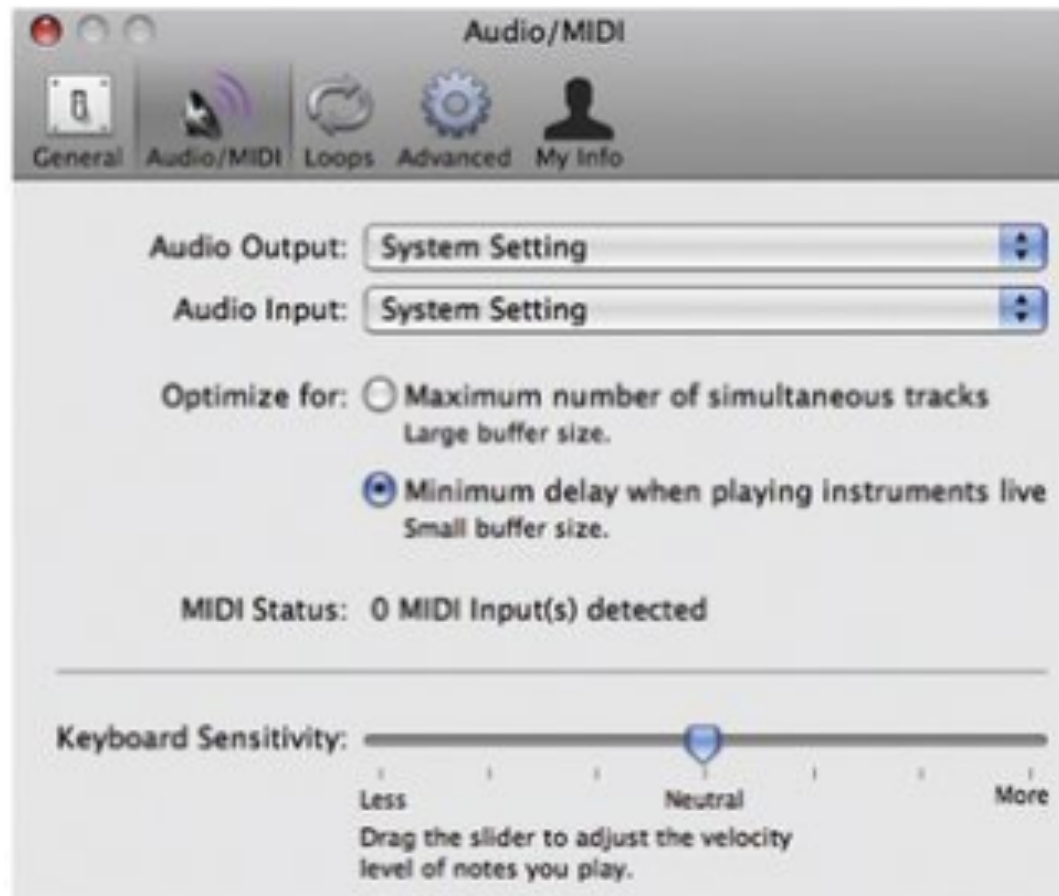 Audio/MIDI
General Audio/MIDI Loops Advanced My Info
Audio Output: System Setting
Audio Input: System Setting
Optimize for: Maximum number of simultaneous tracks
Large buffer size.
Minimum delay when playing instruments live
Small buffer size.
MIDI Status: 0 MIDI Input(s) detected
Keyboard Sensitivity:
Less Neutral More
Drag the slider to adjust the velocity
level of notes you play.